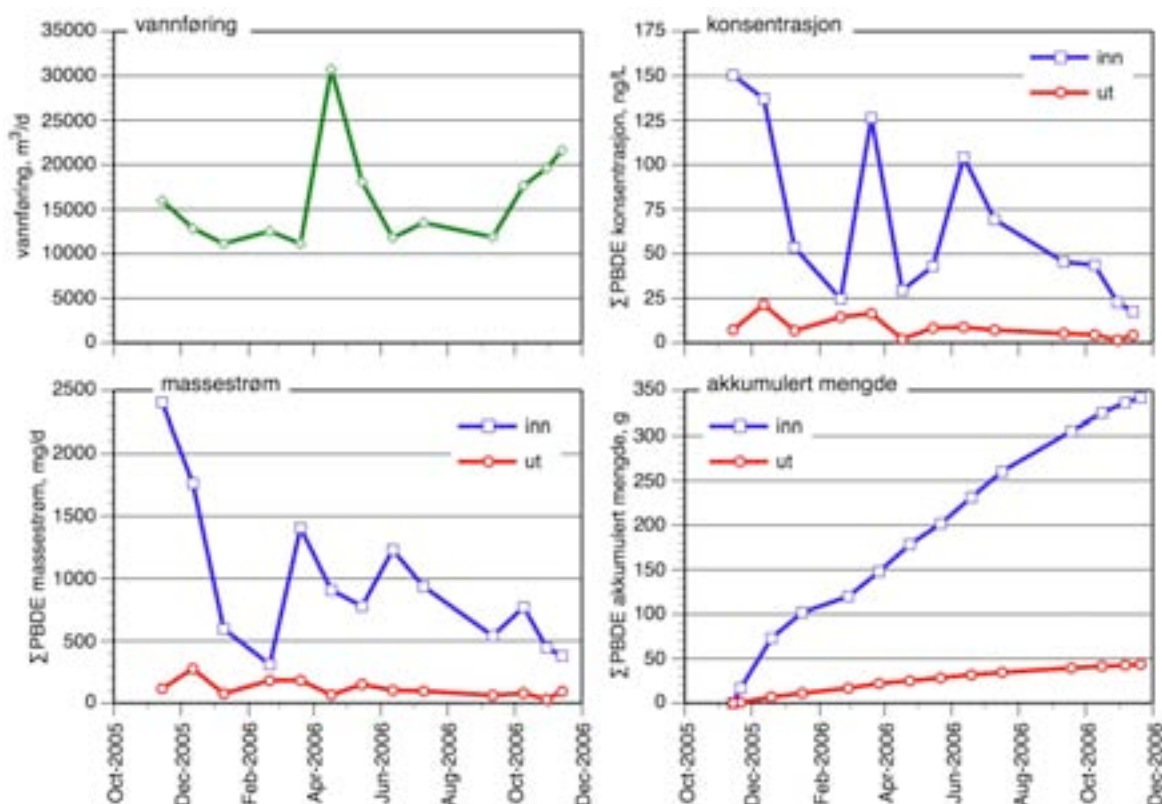 vannføring
35000
30000
25000
20000
15000
10000
5000
0
vannføring, m³/d
konsentrasjon
175
150
125
100
75
50
25
0
∑PBDE konsentrasjon, ng/L
inn
ut
massestrøm
2500
2000
1500
1000
500
0
∑PBDE massestrøm, mg/d
inn
ut
Oct-2005
Dec-2005
Feb-2006
Apr-2006
Jun-2006
Aug-2006
Oct-2006
Dec-2006
akkumulert mengde
350
300
250
200
150
100
50
0
∑PBDE akkumulert mengde, g
inn
ut
Oct-2005
Dec-2005
Feb-2006
Apr-2006
Jun-2006
Aug-2006
Oct-2006
Dec-2006